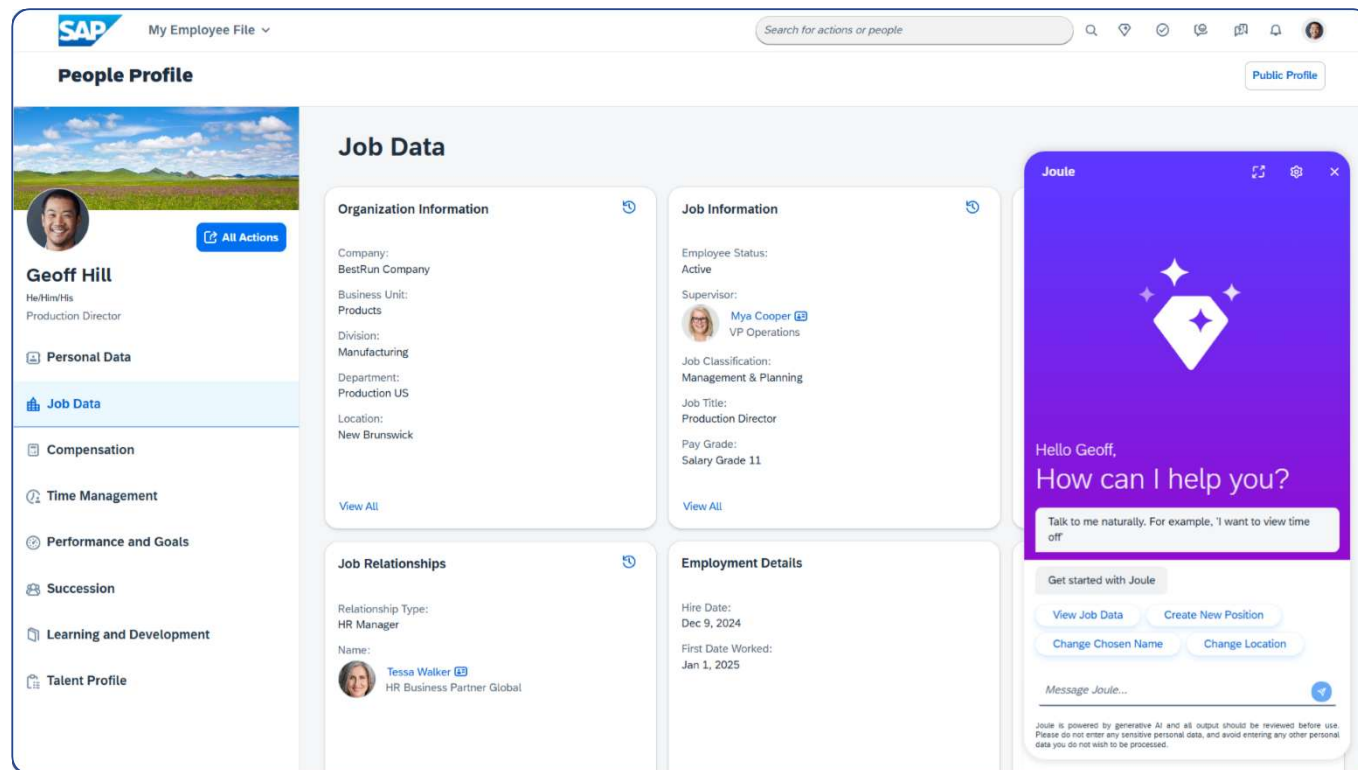 SAP
My Employee File
Search for actions or people
People Profile
Public Profile
All Actions
Geoff Hill
He/Him/His
Production Director
Personal Data
Job Data
Compensation
Time Management
Performance and Goals
Succession
Learning and Development
Talent Profile
Job Data
Organization Information
Company:
BestRun Company
Business Unit:
Products
Division:
Manufacturing
Department:
Production US
Location:
New Brunswick
View All
Job Information
Employee Status:
Active
Supervisor:
Mya Cooper
VP Operations
Job Classification:
Management & Planning
Job Title:
Production Director
Pay Grade:
Salary Grade 11
View All
Job Relationships
Relationship Type:
HR Manager
Name:
Tessa Walker
HR Business Partner Global
Employment Details
Hire Date:
Dec 9, 2024
First Date Worked:
Jan 1, 2025
Joule
Hello Geoff,
How can I help you?
Talk to me naturally. For example, 'I want to view time
off'
Get started with Joule
View Job Data
Create New Position
Change Chosen Name
Change Location
Message Joule...
Joule is powered by generative AI and all output should be reviewed before use.
Please do not enter any sensitive personal data, and avoid entering any other personal
data you do not wish to be processed.